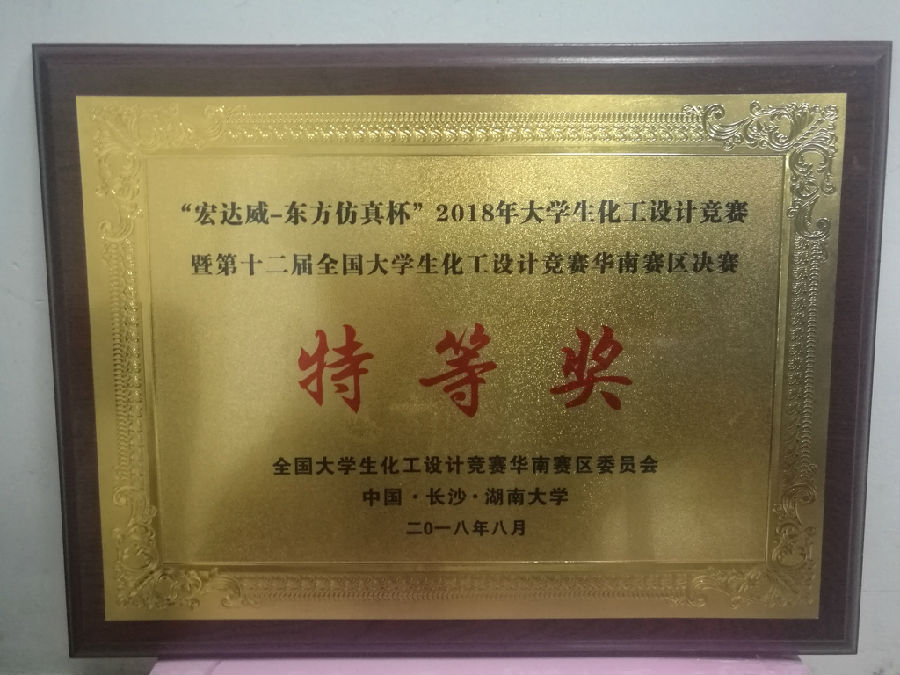 “宏达威-东方仿真杯”2018年大学生化工设计竞赛
暨第十二届全国大学生化工设计竞赛华南赛区决赛
特等奖
全国大学生化工设计竞赛华南赛区委员会
中国·长沙·湖南大学
二0一八年八月